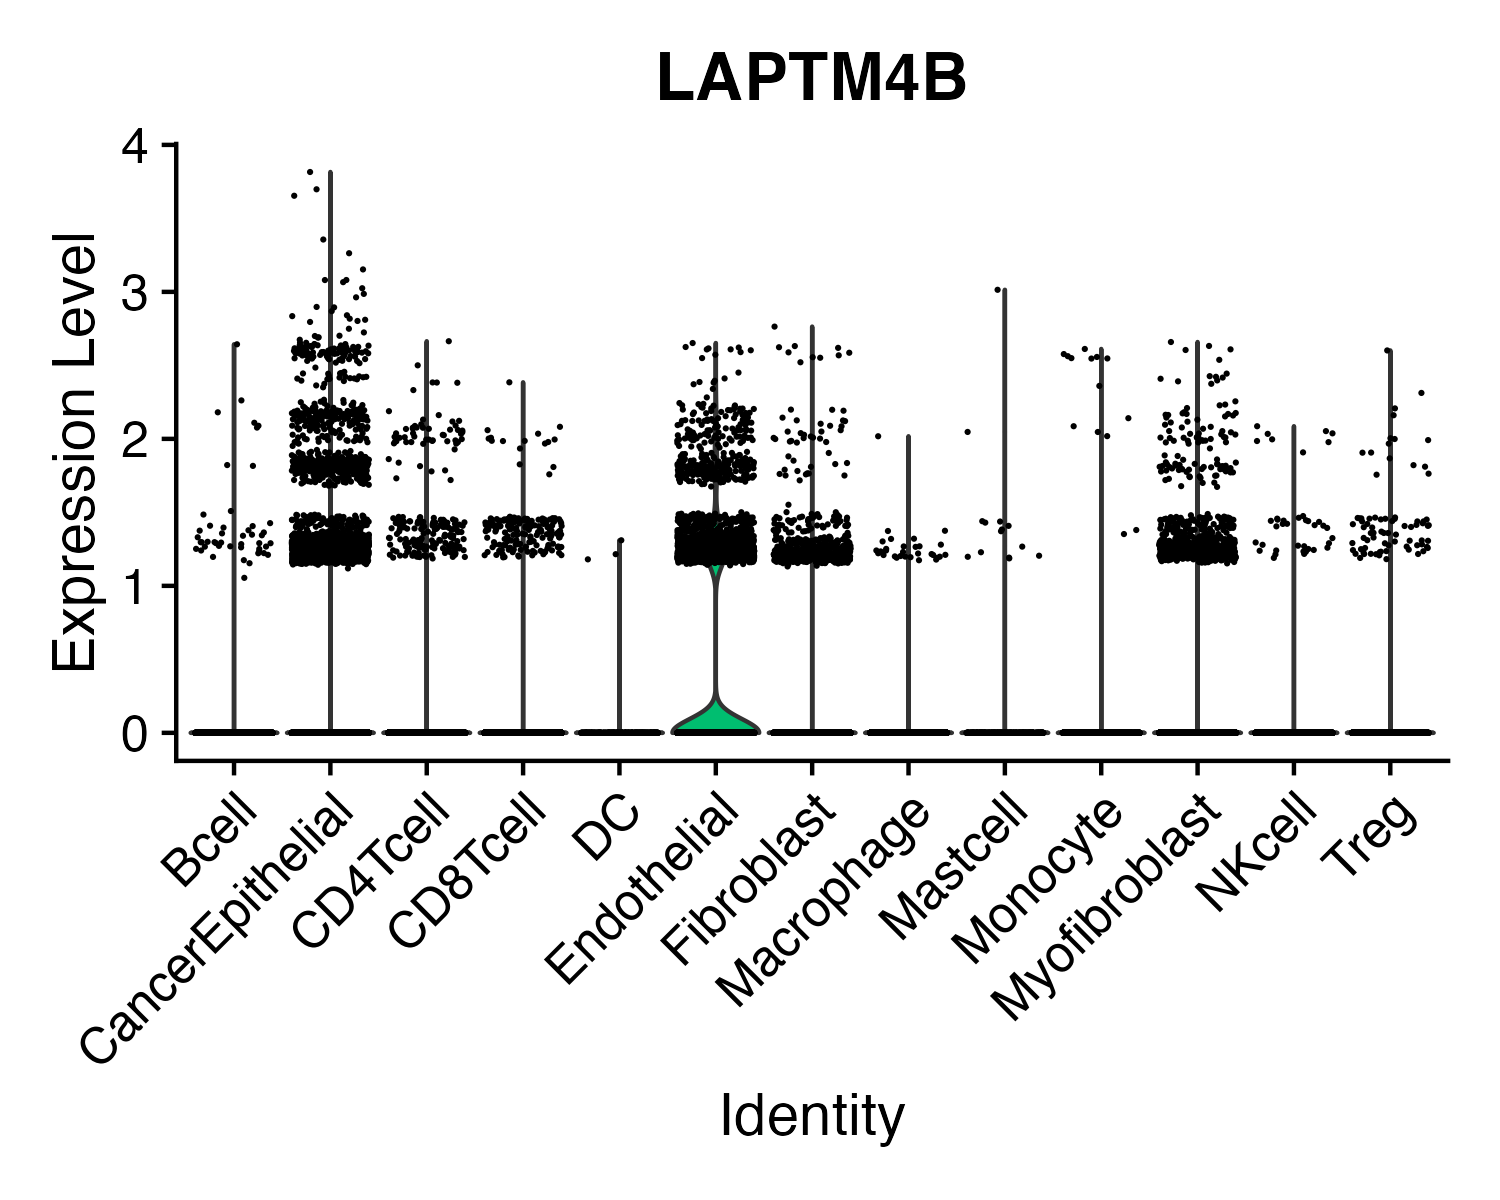 LAPTM4B
Expression Level
4
3
2
1
0
Bcell
CancerEpithelial
CD4Tcell
CD8Tcell
DC
Endothelial
Fibroblast
Macrophage
Mastcell
Monocyte
Myofibroblast
NKcell
Treg
Identity